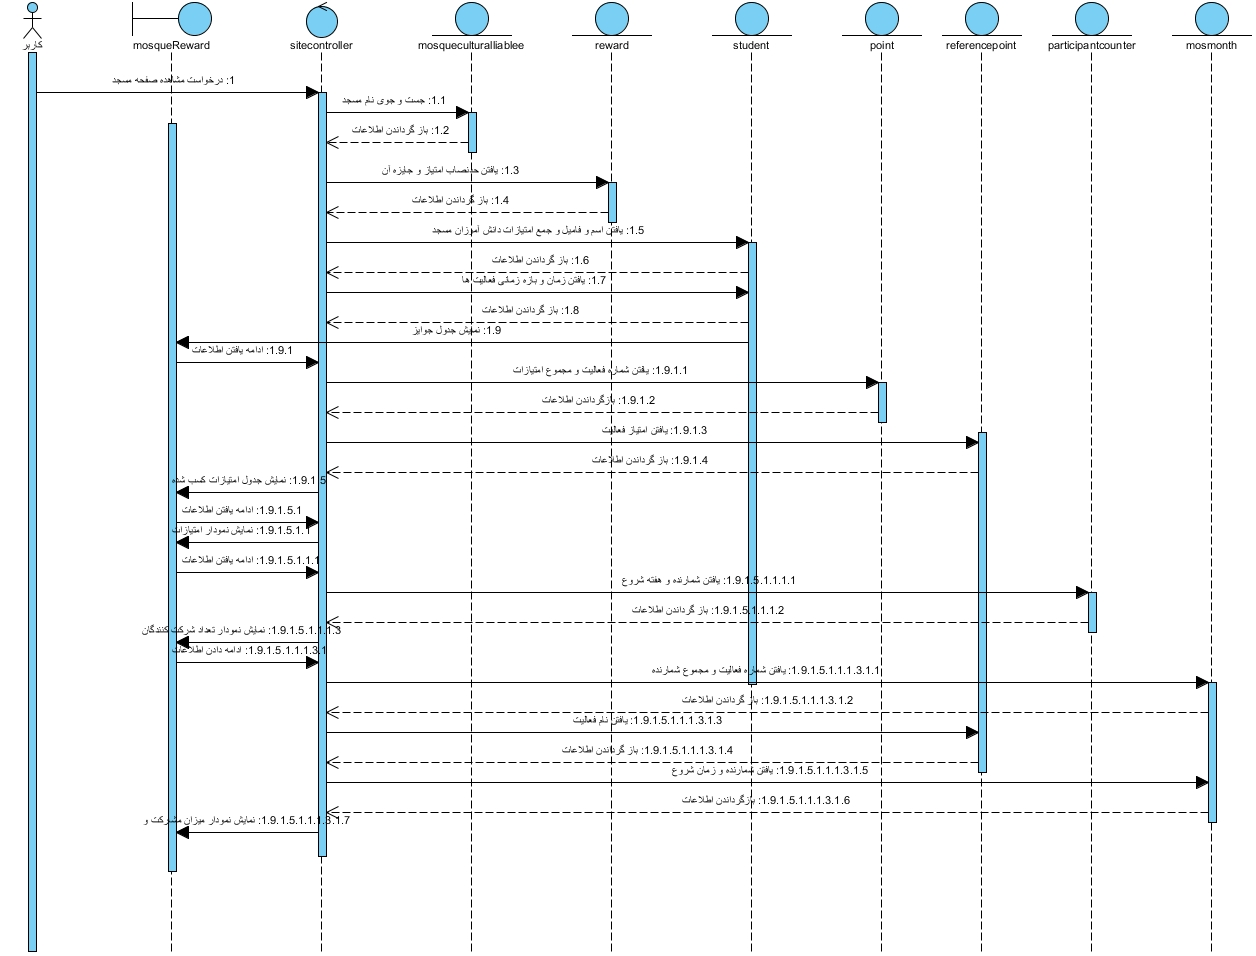 کاربر
mosqueReward
sitecontroller
mosqueculturalliablee
reward
student
point
referencepoint
participantcounter
mosmonth
1: درخواست مشاهده صفحه مسجد
1.1: جست و جوی نام مسجد
1.2: باز گرداندن اطلاعات
1.3: یافتن حدنصاب امتیاز و جایزه آن
1.4: باز گرداندن اطلاعات
1.5: یافتن اسم و فامیل و جمع امتیازات دانش آموزان مسجد
1.6: باز گرداندن اطلاعات
1.7: یافتن زمان و بازه زمانی فعالیت ها
1.8: باز گرداندن اطلاعات
1.9: نمایش جدول جوایز
1.9.1: ادامه یافتن اطلاعات
1.9.1.1: یافتن شماره فعالیت و مجموع امتیازات
1.9.1.2: بازگرداندن اطلاعات
1.9.1.3: یافتن امتیاز فعالیت
1.9.1.4: باز گرداندن اطلاعات
1.9.1.5: نمایش جدول امتیازات کسب شده
1.9.1.5.1: ادامه یافتن اطلاعات
1.9.1.5.1.1: نمایش نمودار امتیازات
1.9.1.5.1.1.1: ادامه یافتن اطلاعات
1.9.1.5.1.1.1.1: یافتن شمارنده و هفته شروع
1.9.1.5.1.1.1.2: باز گرداندن اطلاعات
1.9.1.5.1.1.1.3: نمایش نمودار تعداد شرکت کنندگان
1.9.1.5.1.1.1.3.1: ادامه دادن اطلاعات
1.9.1.5.1.1.1.3.1.1: یافتن شماره فعالیت و مجموع شمارنده
1.9.1.5.1.1.1.3.1.2: باز گرداندن اطلاعات
1.9.1.5.1.1.1.3.1.3: یافتن نام فعالیت
1.9.1.5.1.1.1.3.1.4: باز گرداندن اطلاعات
1.9.1.5.1.1.1.3.1.5: یافتن شمارنده و زمان شروع
1.9.1.5.1.1.1.3.1.6: بازگرداندن اطلاعات
1.9.1.5.1.1.1.3.1.7: نمایش نمودار میزان مشارکت و